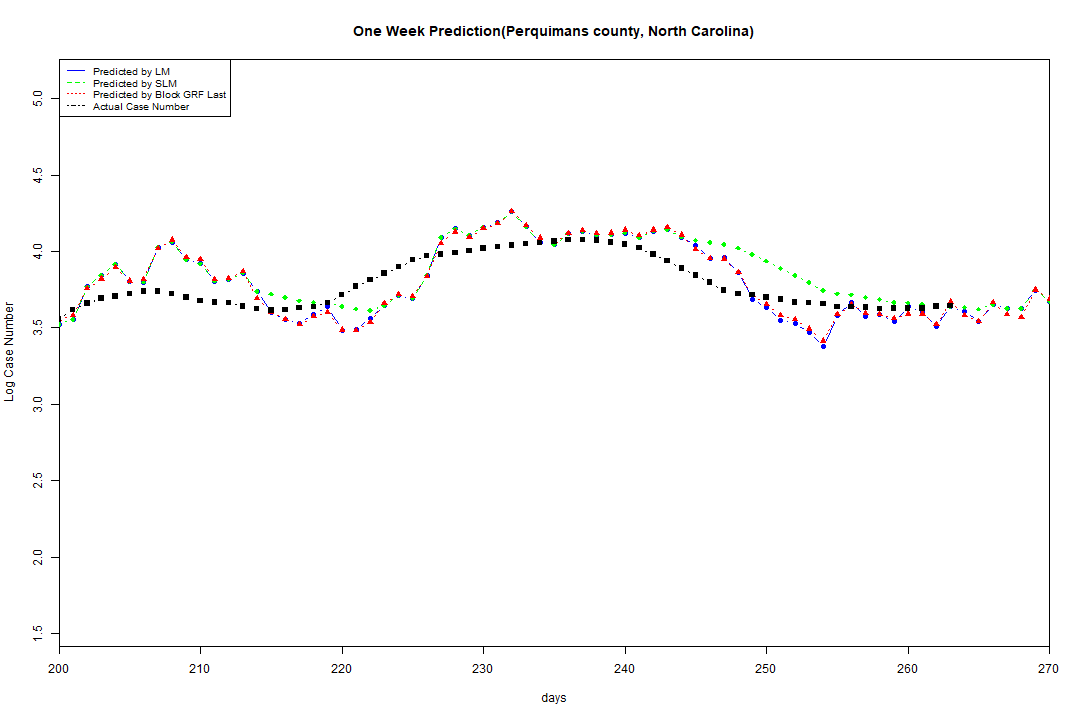 One Week Prediction(Perquimans county, North Carolina)
Predicted by LM
Predicted by SLM
Predicted by Block GRF Last
Actual Case Number
5.0
4.5
4.0
3.5
3.0
2.5
2.0
1.5
Log Case Number
200 210 220 230 240 250 260 270
days